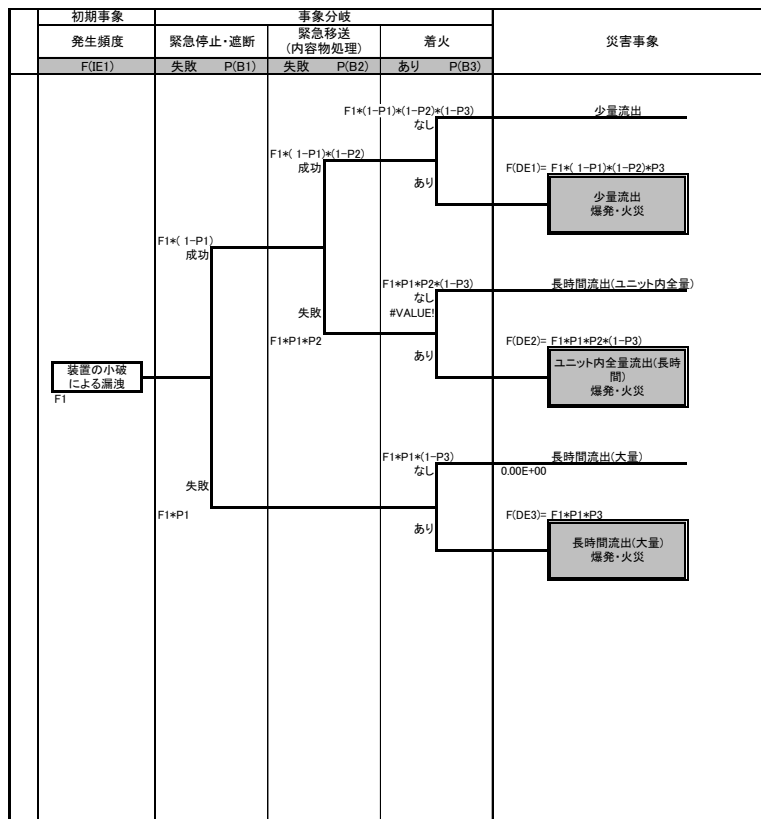 初期事象
事象分岐
発生頻度
緊急停止・遮断
緊急移送
(内容物処理)
着火
災害事象
F(IE1)
失敗 P(B1)
失敗 P(B2)
あり P(B3)
F1*(1-P1)*(1-P2)*(1-P3)
なし
少量流出
F1*( 1-P1)*(1-P2)
成功
あり
F(DE1)= F1*( 1-P1)*(1-P2)*P3
少量流出
爆発・火災
F1*( 1-P1)
成功
F1*P1*P2*(1-P3)
なし
#VALUE!
長時間流出(ユニット内全量)
失敗
F1*P1*P2
あり
F(DE2)= F1*P1*P2*(1-P3)
ユニット内全量流出(長時
間)
爆発・火災
装置の小破
による漏洩
F1
F1*P1*(1-P3)
なし
長時間流出(大量)
0.00E+00
失敗
F1*P1
あり
F(DE3)= F1*P1*P3
長時間流出(大量)
爆発・火災